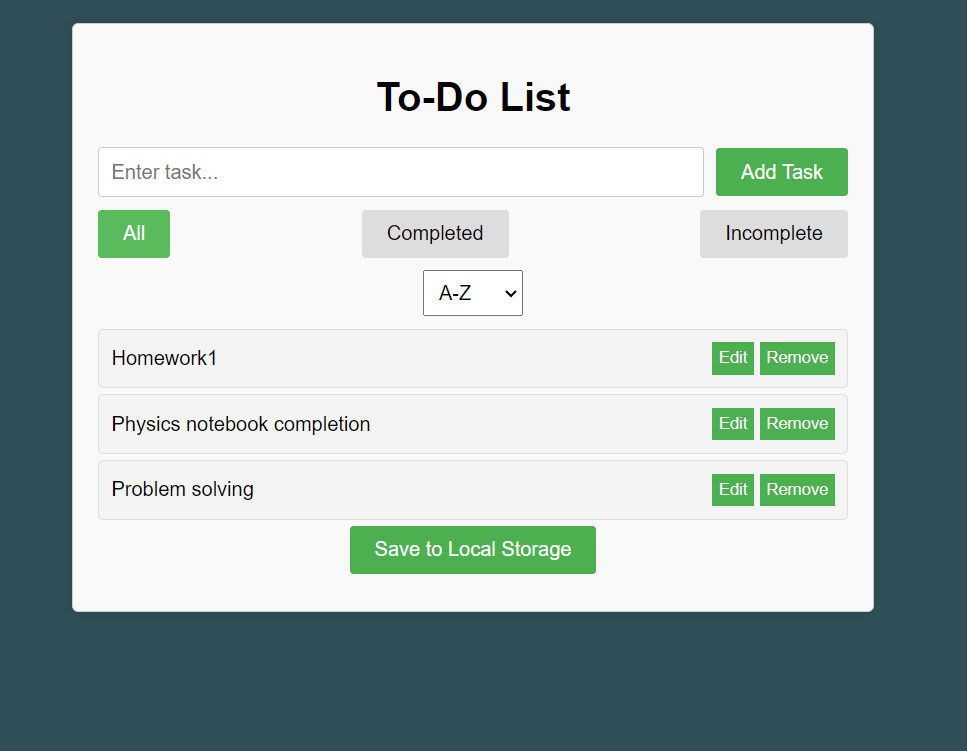 To-Do List
Enter task...
Add Task
All
Completed
Incomplete
A-Z
Homework1
Edit
Remove
Physics notebook completion
Edit
Remove
Problem solving
Edit
Remove
Save to Local Storage